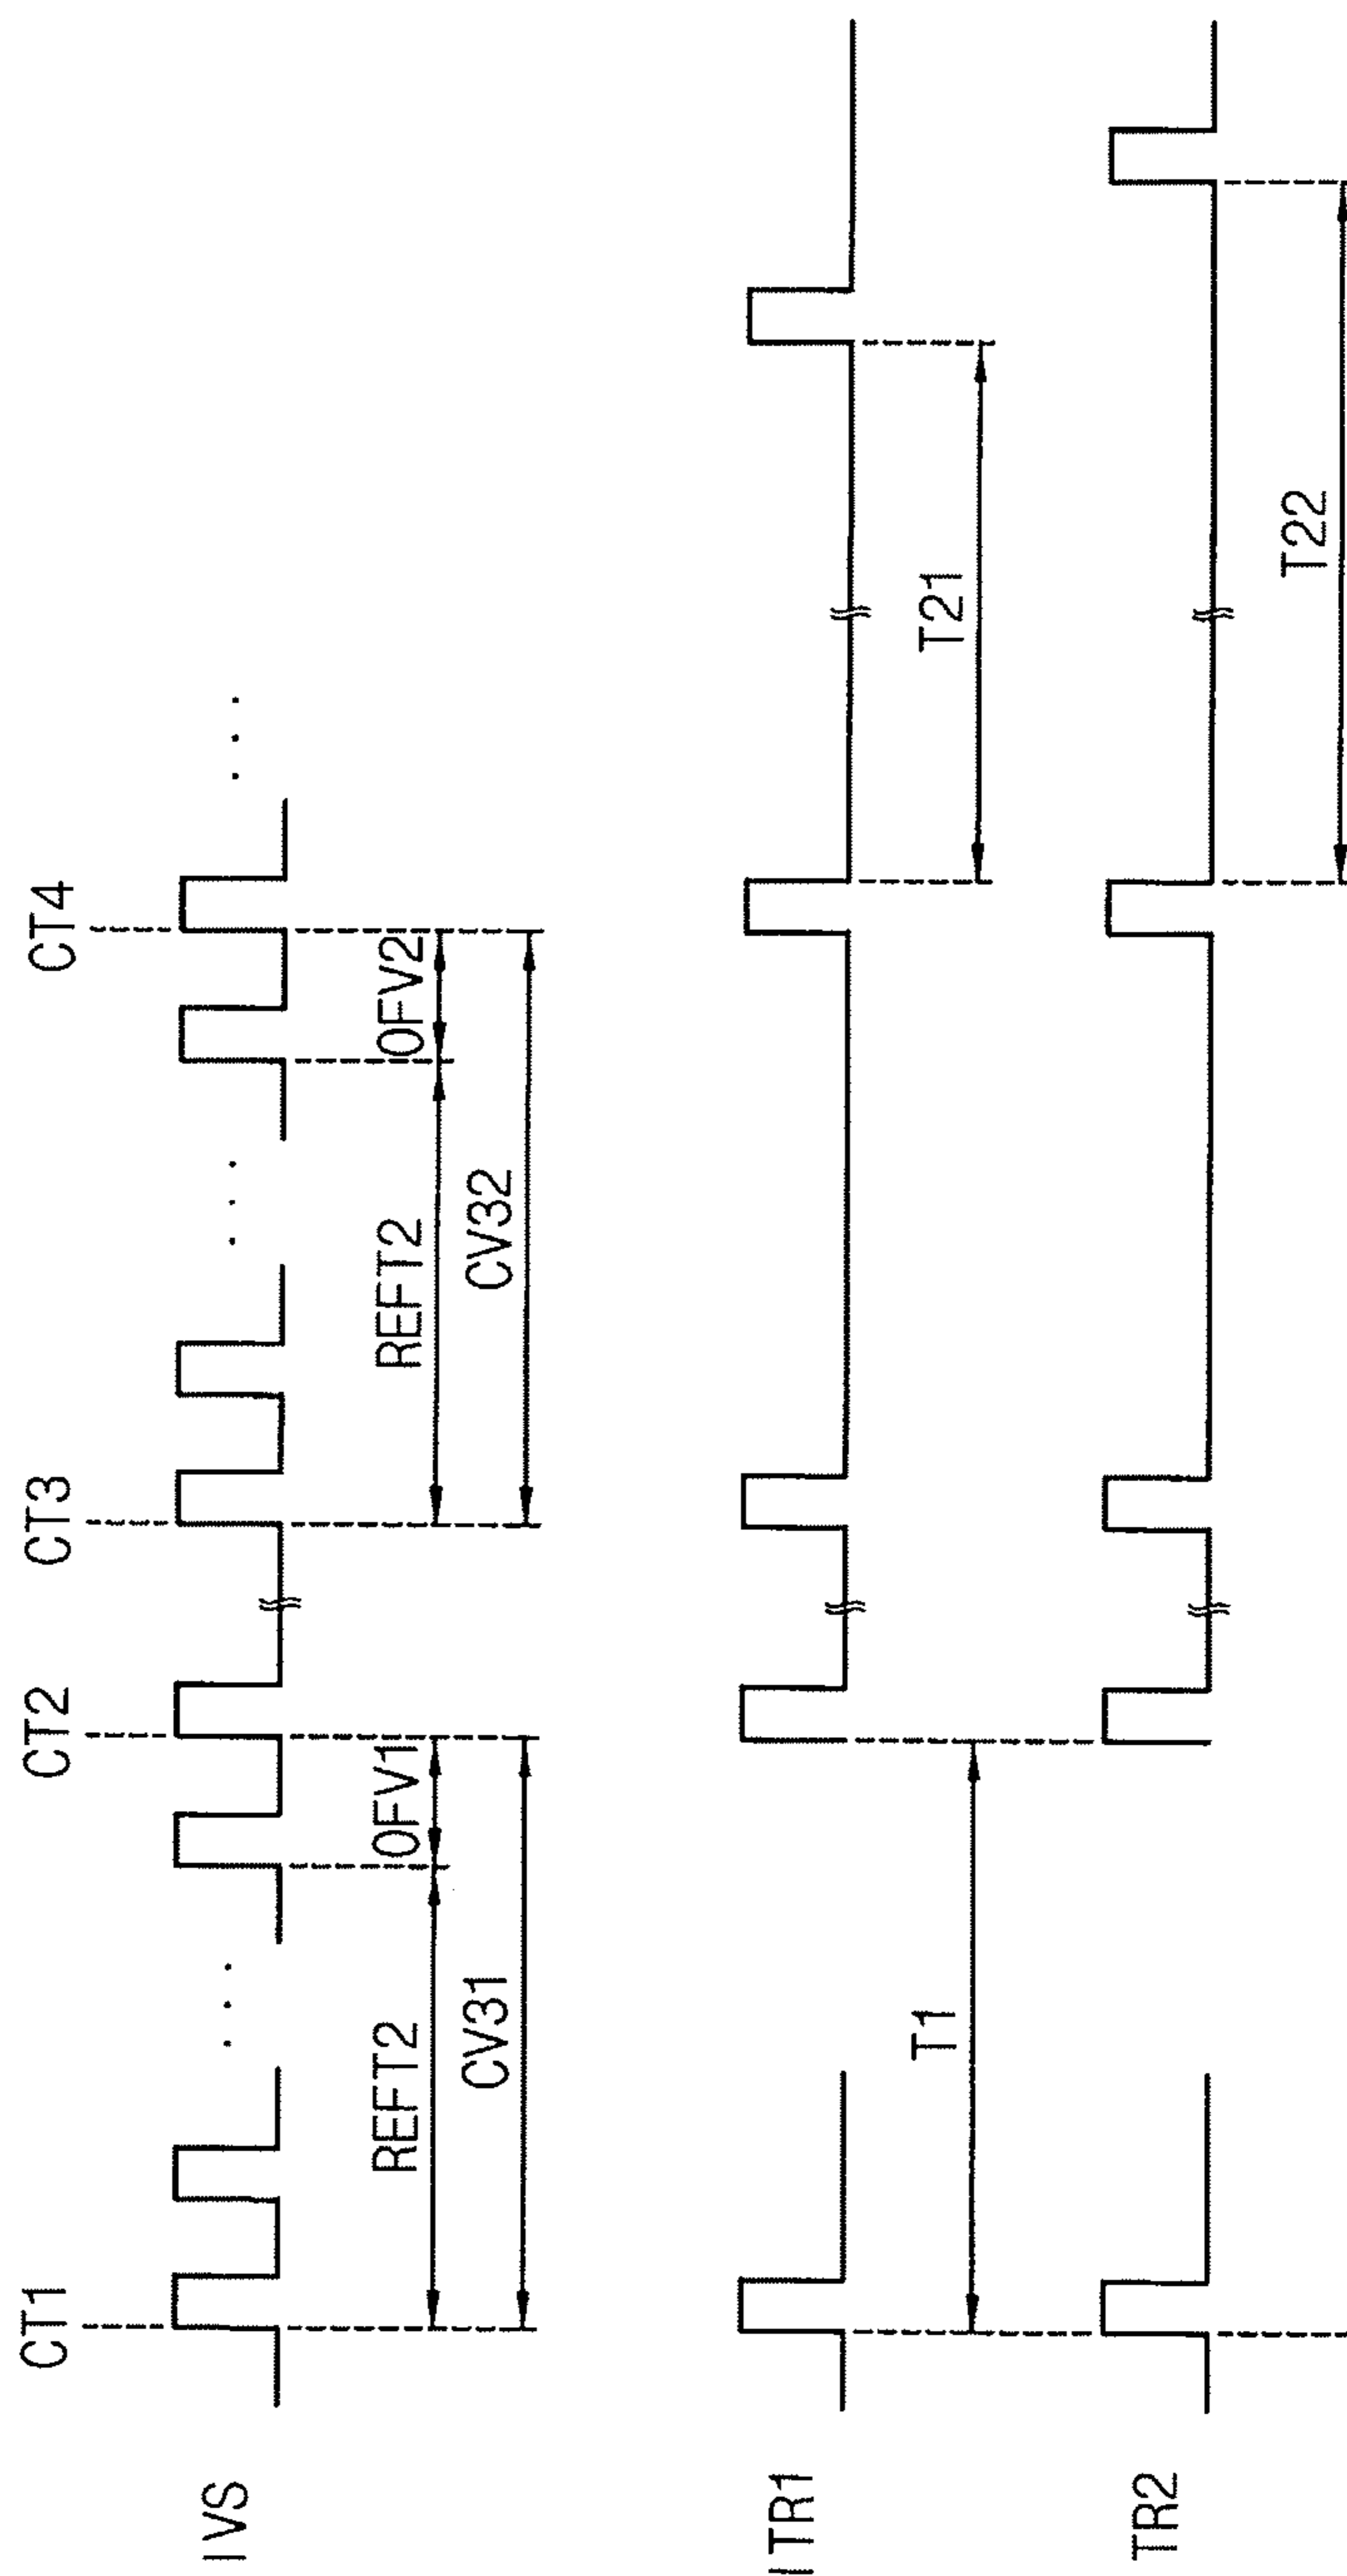 CT1
CT2
CT3
CT4
IVS
. . .
. . .
. . .
REFT2
OFV1
REFT2
OFV2
CV31
CV32
ITR1
T1
T21
TR2
T22